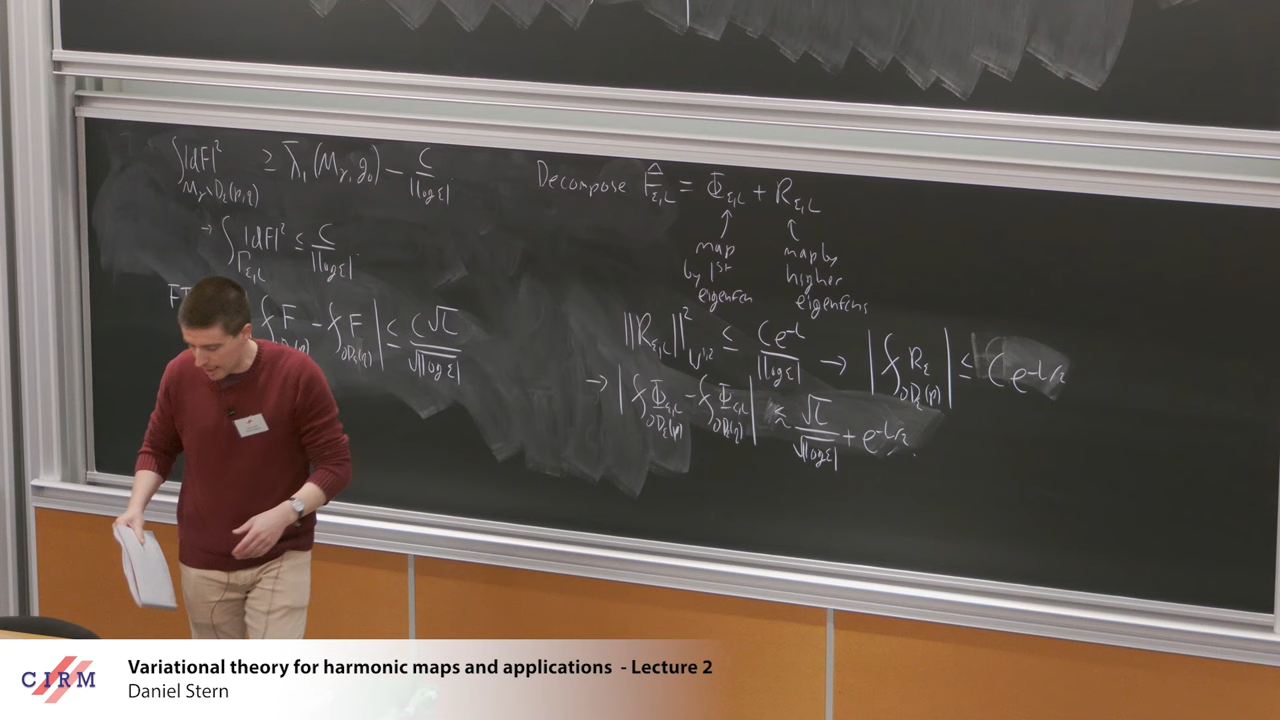 ∫_{M_γ\D_ε(p,q)} |dF|² ≥ λ̄₁(M_γ, g₀) − C/|log ε|
→ ∫_{Γ_{ε,L}} |dF|² ≤ C/|log ε|
⨍ F − ⨍_{∂D_ε(q)} F | ≤ C√L/√|log ε|
Decompose F̂_{ε,L} = Φ_{ε,L} + R_{ε,L}
↑ map by 1st eigenfcn
↑ map by higher eigenfcns
||R_{ε,L}||² ≤ Ce^{-L}/|log ε| → |⨍_{∂D_ε(p)} R_ε| ≤ Ce^{-L/2}
→ |⨍_{∂D_ε(p)} Φ_{ε,L} − ⨍_{∂D_ε(q)} Φ_{ε,L}| ≲ √L/√|log ε| + e^{-L/2}.
CIRM
Variational theory for harmonic maps and applications - Lecture 2
Daniel Stern